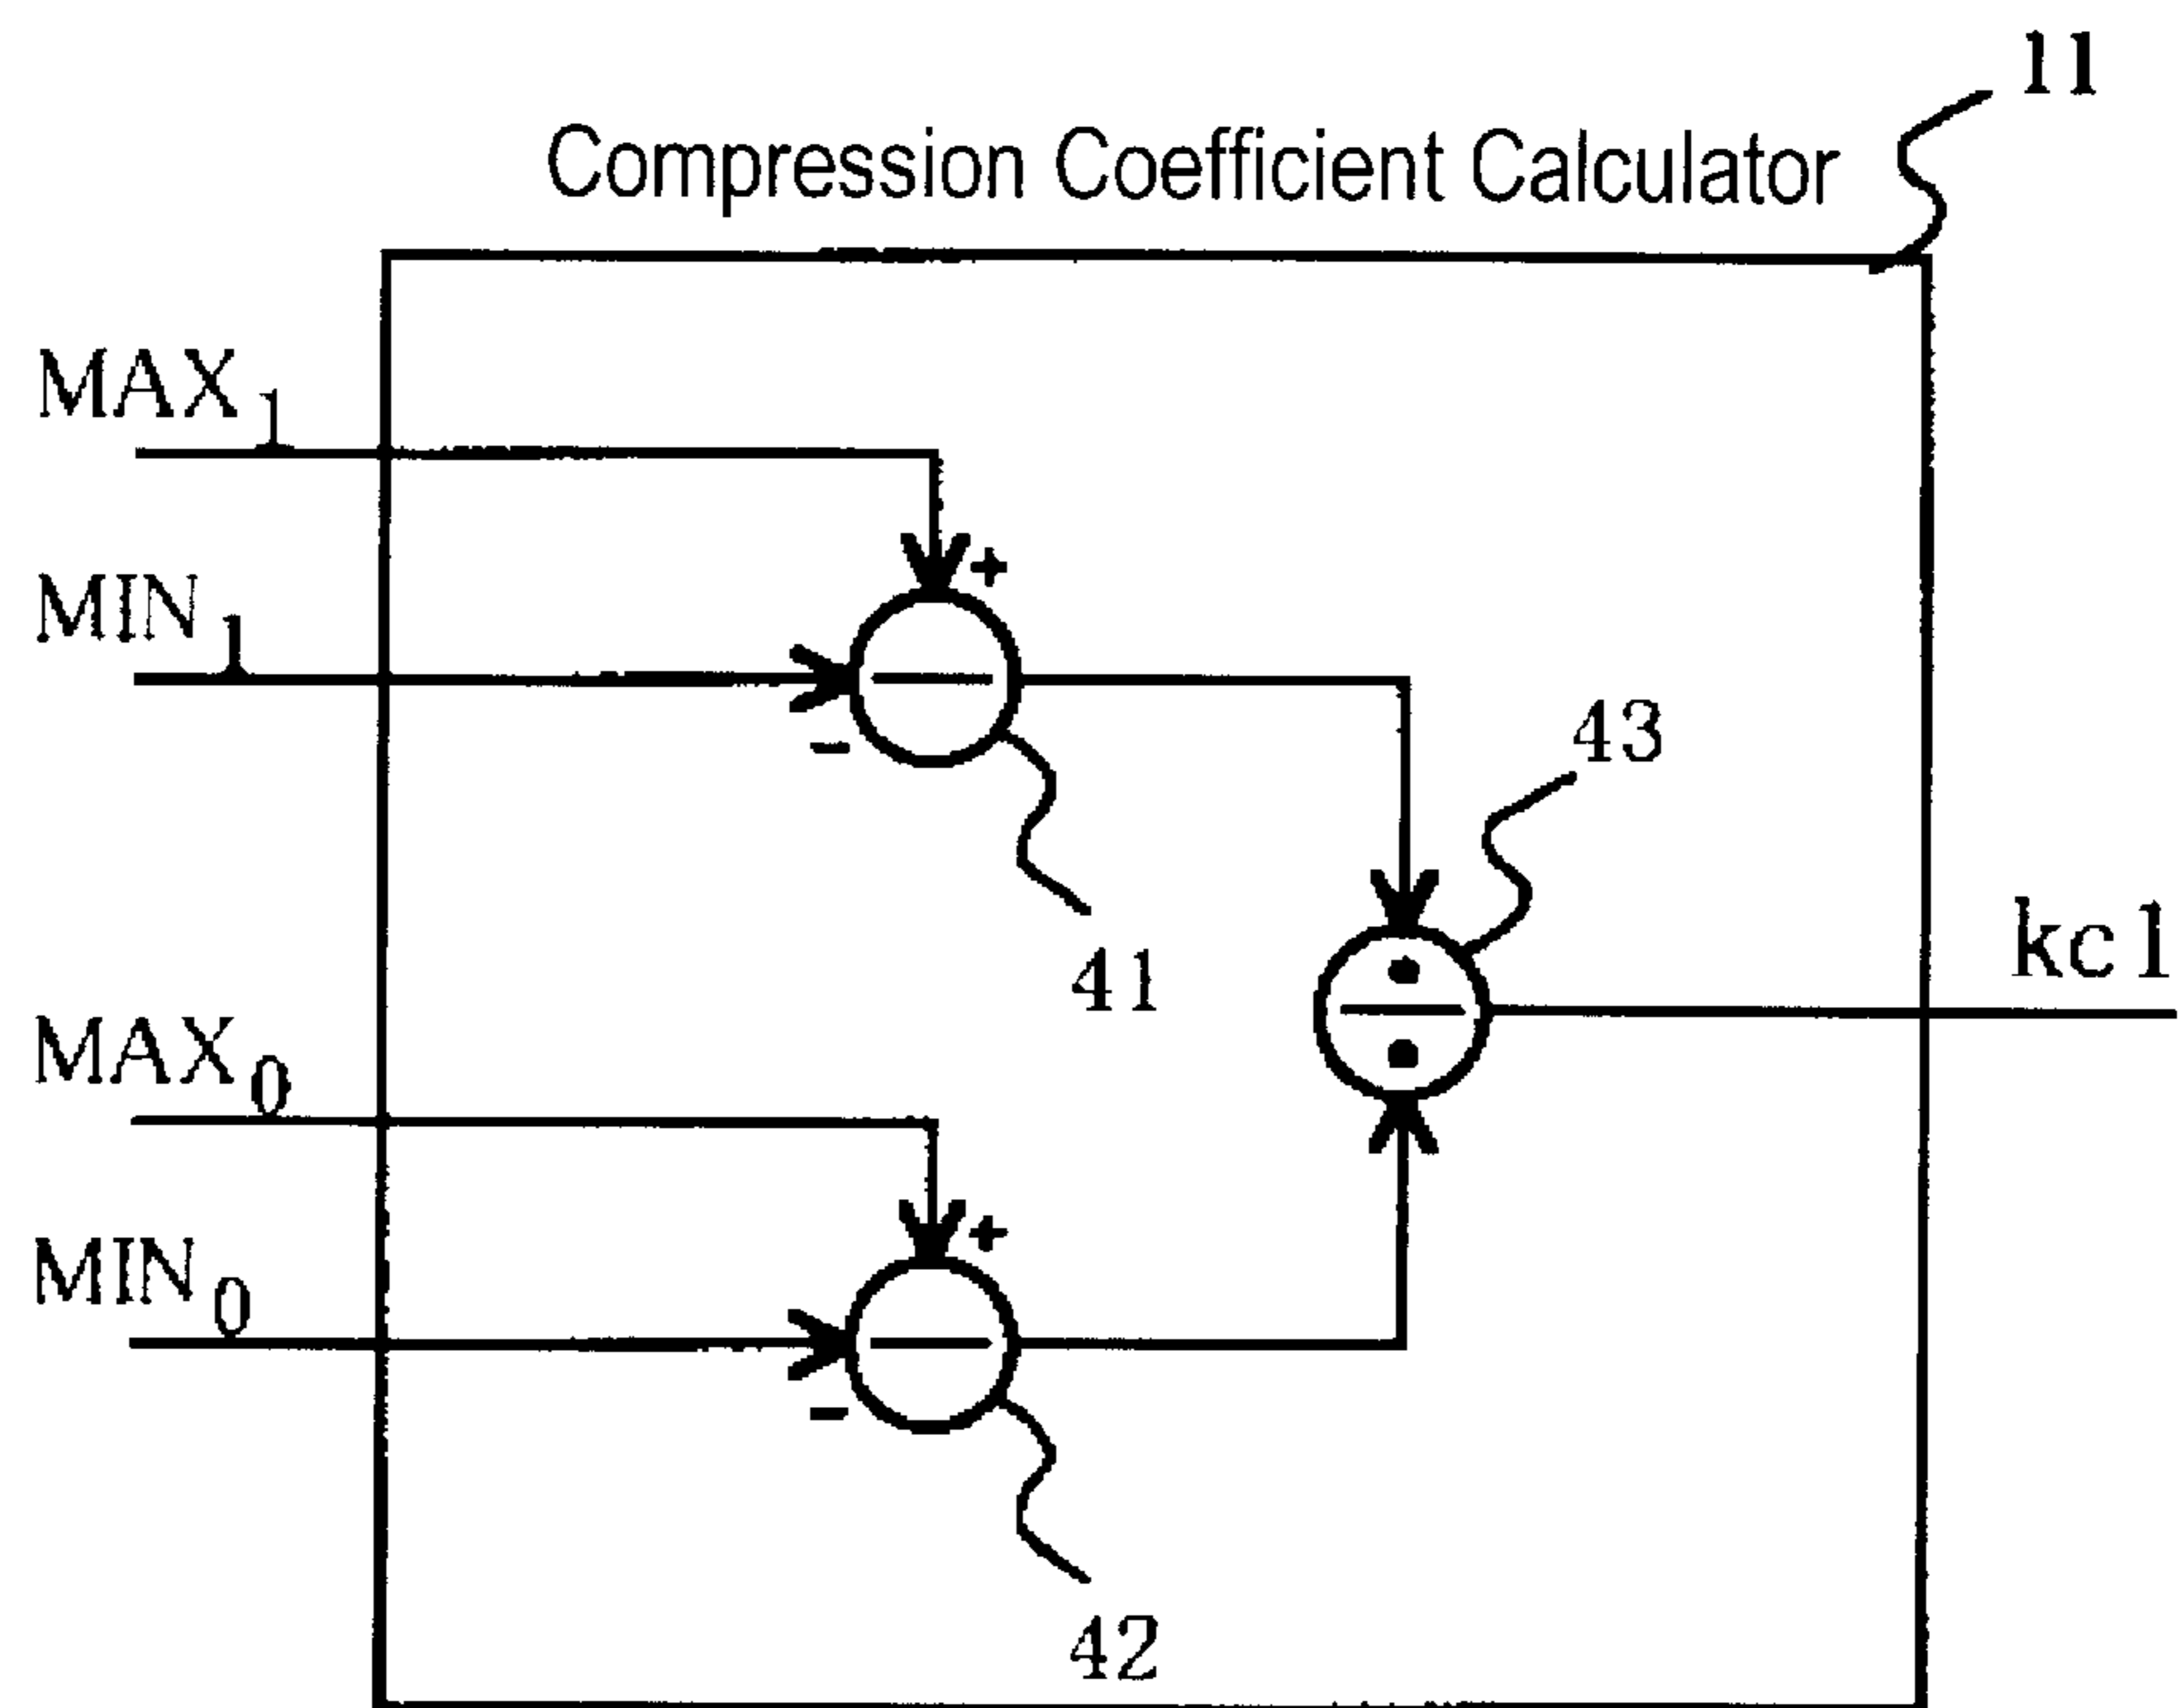 11
Compression Coefficient Calculator
MAX₁
+
MIN₁
-
43
41
kc1
MAX₀
+
MIN₀
-
42